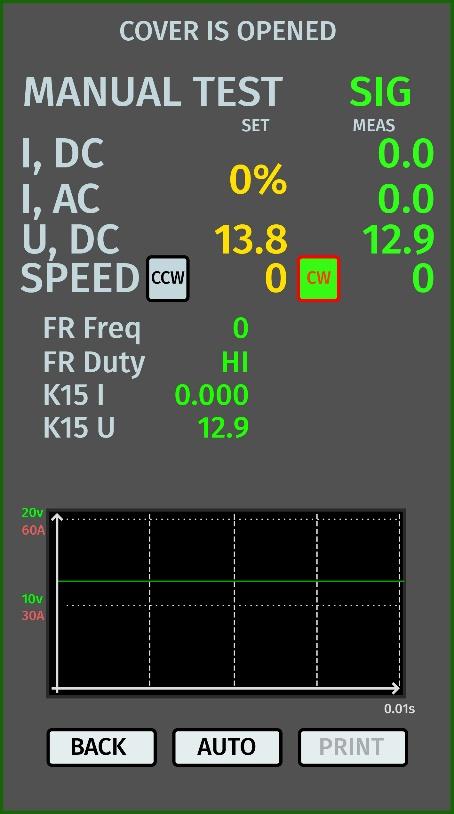 COVER IS OPENED
MANUAL TEST SIG
SET MEAS
I, DC 0.0
0%
I, AC 0.0
U, DC 13.8 12.9
SPEED CCW 0 CW 0
FR Freq 0
FR Duty HI
K15 I 0.000
K15 U 12.9
20v
60A
10v
30A
0.01s
BACK AUTO PRINT